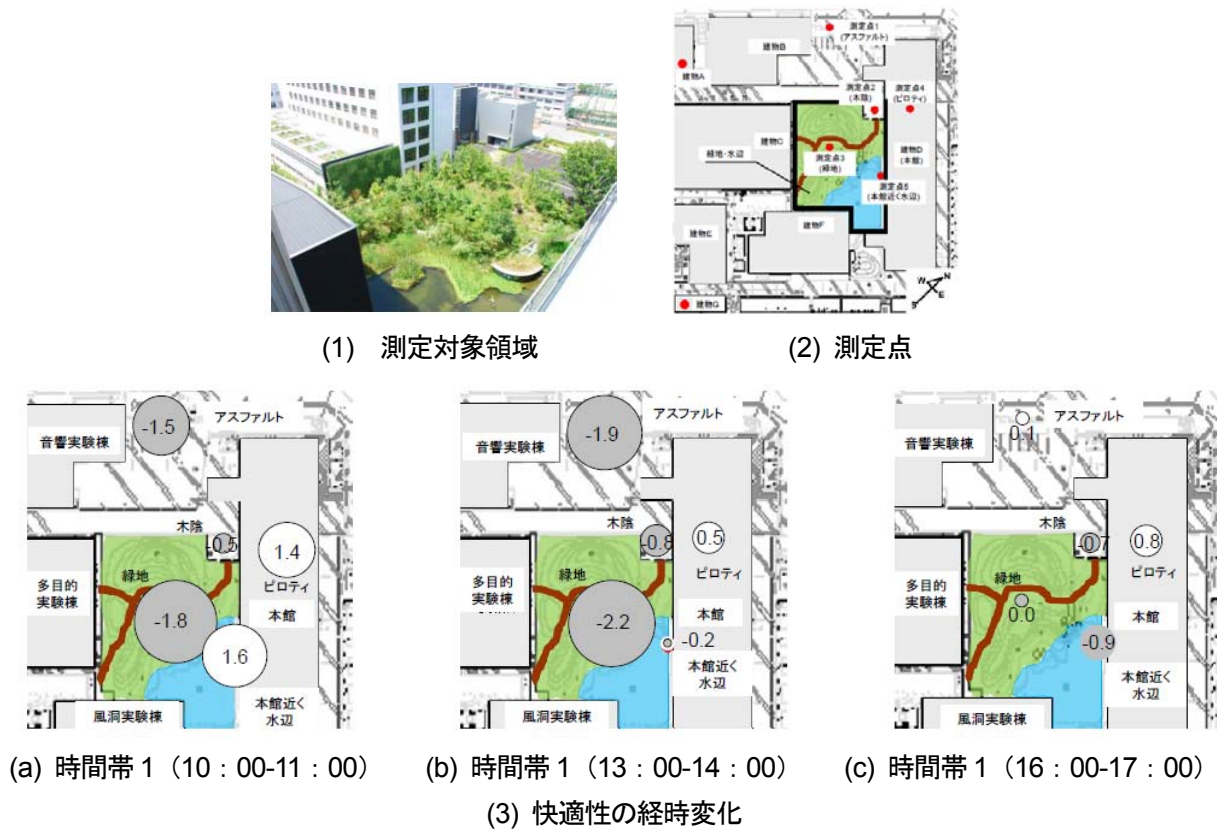 測定点1
(アスファルト)
建物B
建物A
測定点2
(木陰)
測定点4
(ピロティ)
建物C
測定点3
(緑地)
緑地・水辺
建物D
(本館)
測定点5
(本館近く水辺)
建物E
建物F
建物G
N
W
E
S
(1) 測定対象領域
(2) 測定点
アスファルト
-1.5
音響実験棟
木陰
-0.5
1.4
ピロティ
緑地
多目的
実験棟
-1.8
本館
1.6
本館近く
水辺
風洞実験棟
アスファルト
-1.9
音響実験棟
木陰
-0.8
0.5
ピロティ
緑地
多目的
実験棟
-2.2
本館
-0.2
本館近く
水辺
風洞実験棟
アスファルト
0.1
音響実験棟
木陰
-0.7
0.8
ピロティ
緑地
多目的
実験棟
0.0
本館
-0.9
本館近く
水辺
風洞実験棟
(a) 時間帯1(10:00-11:00)
(b) 時間帯1(13:00-14:00)
(c) 時間帯1(16:00-17:00)
(3) 快適性の経時変化